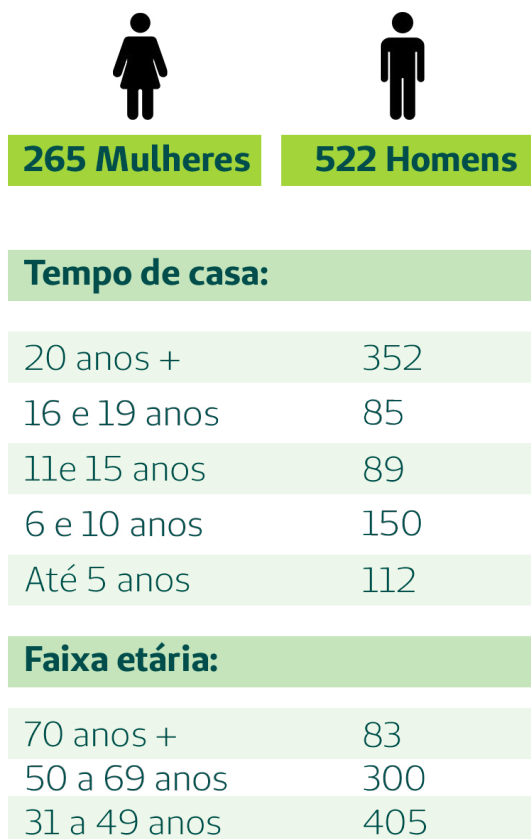 265 Mulheres 522 Homens
Tempo de casa:
20 anos + 352
16 e 19 anos 85
11e 15 anos 89
6 e 10 anos 150
Até 5 anos 112
Faixa etária:
70 anos + 83
50 a 69 anos 300
31 a 49 anos 405